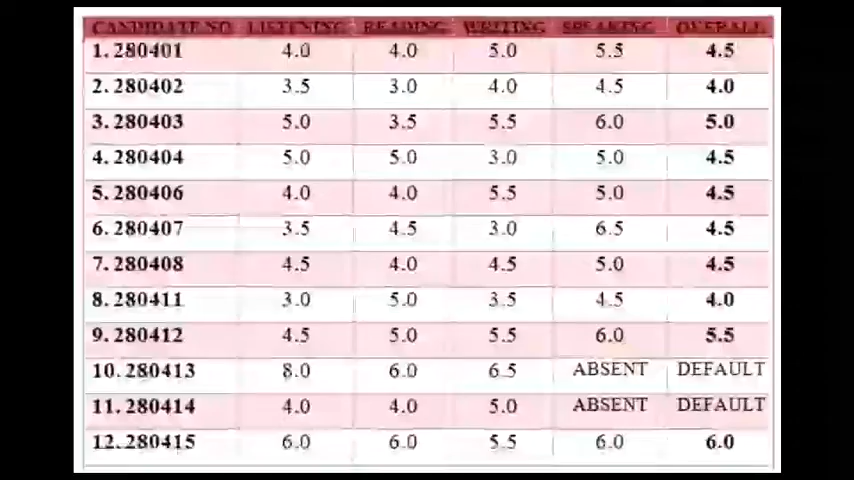 CANDIDATE NO LISTENING READING WRITING SPEAKING OVERALL
1. 280401 4.0 4.0 5.0 5.5 4.5
2. 280402 3.5 3.0 4.0 4.5 4.0
3. 280403 5.0 3.5 5.5 6.0 5.0
4. 280404 5.0 5.0 3.0 5.0 4.5
5. 280406 4.0 4.0 5.5 5.0 4.5
6. 280407 3.5 4.5 3.0 6.5 4.5
7. 280408 4.5 4.0 4.5 5.0 4.5
8. 280411 3.0 5.0 3.5 4.5 4.0
9. 280412 4.5 5.0 5.5 6.0 5.5
10. 280413 8.0 6.0 6.5 ABSENT DEFAULT
11. 280414 4.0 4.0 5.0 ABSENT DEFAULT
12. 280415 6.0 6.0 5.5 6.0 6.0